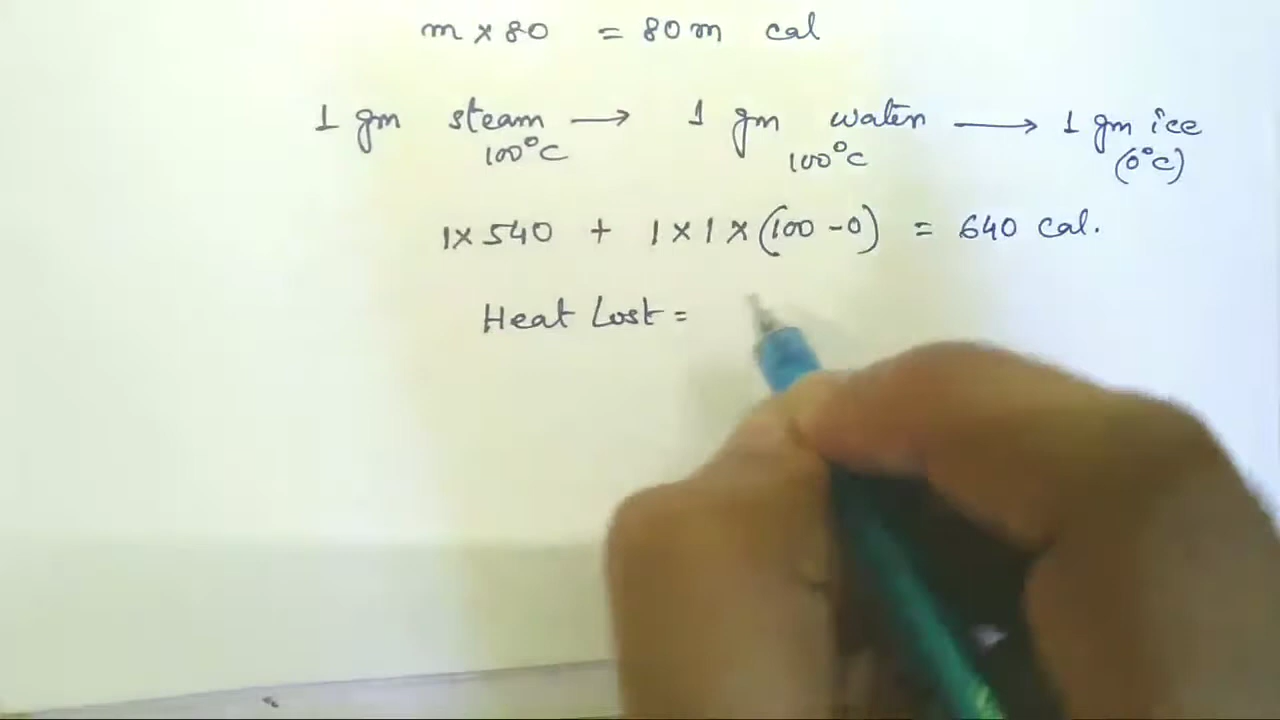 m × 80 = 80 m cal
1 gm steam → 1 gm water → 1 gm ice
100°C 100°C (0°C)
1 × 540 + 1 × 1 × (100 - 0) = 640 cal.
Heat Lost =